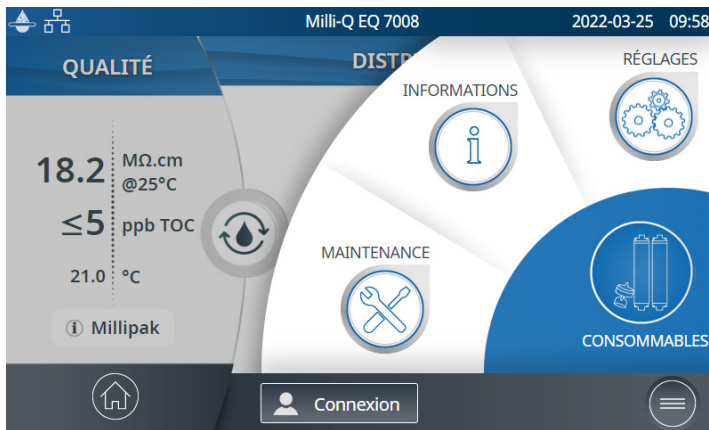 Milli-Q EQ 7008
2022-03-25 09:58
QUALITÉ
DISTR
RÉGLAGES
INFORMATIONS
18.2 MΩ.cm
@25°C
≤5 ppb TOC
21.0 °C
Millipak
MAINTENANCE
CONSOMMABLES
Connexion